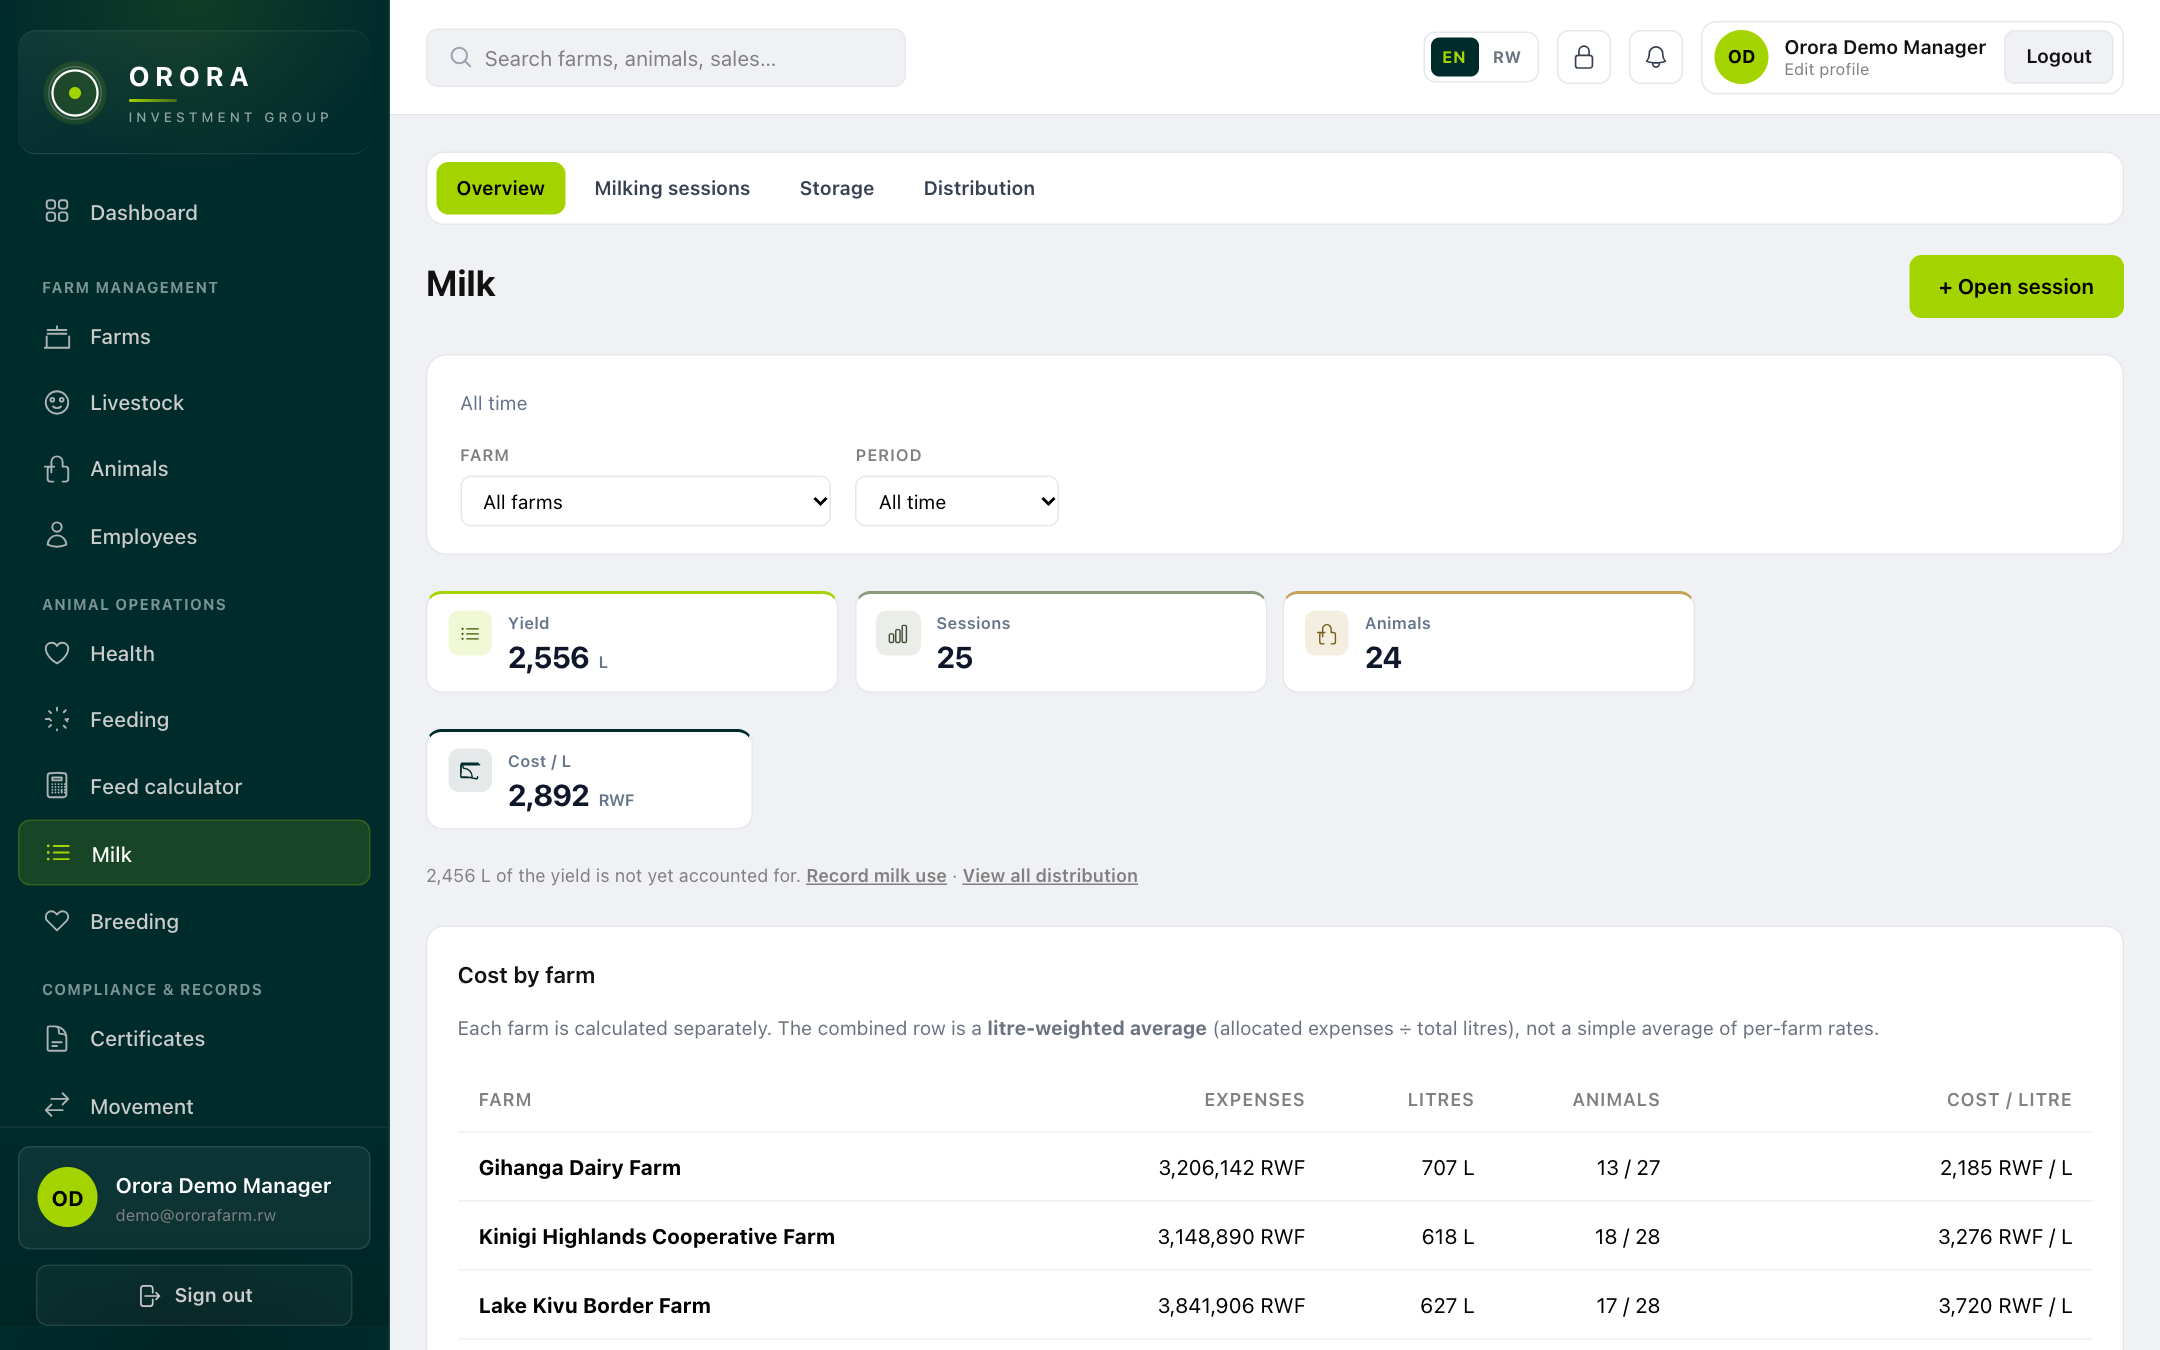 ORORA
INVESTMENT GROUP
Dashboard
FARM MANAGEMENT
Farms
Livestock
Animals
Employees
ANIMAL OPERATIONS
Health
Feeding
Feed calculator
Milk
Breeding
COMPLIANCE & RECORDS
Certificates
Movement
OD
Orora Demo Manager
demo@ororafarm.rw
Sign out
Search farms, animals, sales...
EN RW
OD
Orora Demo Manager
Edit profile
Logout
Overview Milking sessions Storage Distribution
Milk
+ Open session
All time
FARM PERIOD
All farms All time
Yield
2,556 L
Sessions
25
Animals
24
Cost / L
2,892 RWF
2,456 L of the yield is not yet accounted for. Record milk use · View all distribution
Cost by farm
Each farm is calculated separately. The combined row is a litre-weighted average (allocated expenses ÷ total litres), not a simple average of per-farm rates.
FARM EXPENSES LITRES ANIMALS COST / LITRE
Gihanga Dairy Farm 3,206,142 RWF 707 L 13 / 27 2,185 RWF / L
Kinigi Highlands Cooperative Farm 3,148,890 RWF 618 L 18 / 28 3,276 RWF / L
Lake Kivu Border Farm 3,841,906 RWF 627 L 17 / 28 3,720 RWF / L